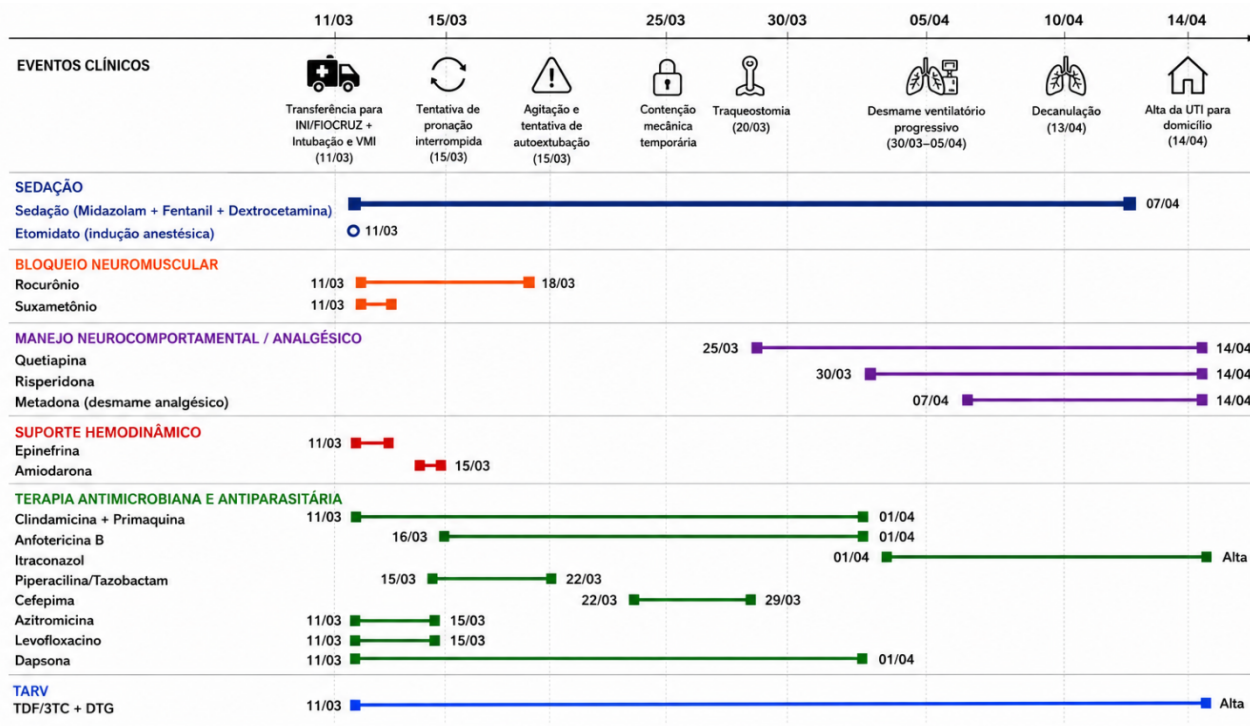 11/03 15/03 25/03 30/03 05/04 10/04 14/04
EVENTOS CLÍNICOS
Transferência para
INI/FIOCRUZ +
Intubação e VMI
(11/03)
Tentativa de
pronação
interrompida
(15/03)
Agitação e
tentativa de
autoextubação
(15/03)
Contenção
mecânica
temporária
Traqueostomia
(20/03)
Desmame ventilatório
progressivo
(30/03–05/04)
Decanulação
(13/04)
Alta da UTI para
domicílio
(14/04)
SEDAÇÃO
Sedação (Midazolam + Fentanil + Dextrocetamina) 07/04
Etomidato (indução anestésica) 11/03
BLOQUEIO NEUROMUSCULAR
Rocurônio 11/03 18/03
Suxametônio 11/03
MANEJO NEUROCOMPORTAMENTAL / ANALGÉSICO
Quetiapina 25/03 14/04
Risperidona 30/03 14/04
Metadona (desmame analgésico) 07/04 14/04
SUPORTE HEMODINÂMICO
Epinefrina 11/03
Amiodarona 15/03
TERAPIA ANTIMICROBIANA E ANTIPARASITÁRIA
Clindamicina + Primaquina 11/03 01/04
Anfotericina B 16/03 01/04
Itraconazol 01/04 Alta
Piperacilina/Tazobactam 15/03 22/03
Cefepima 22/03 29/03
Azitromicina 11/03 15/03
Levofloxacino 11/03 15/03
Dapsona 11/03 01/04
TARV
TDF/3TC + DTG 11/03 Alta